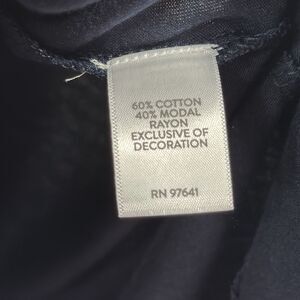 60% COTTON
40% MODAL
RAYON
EXCLUSIVE OF
DECORATION
RN 97641